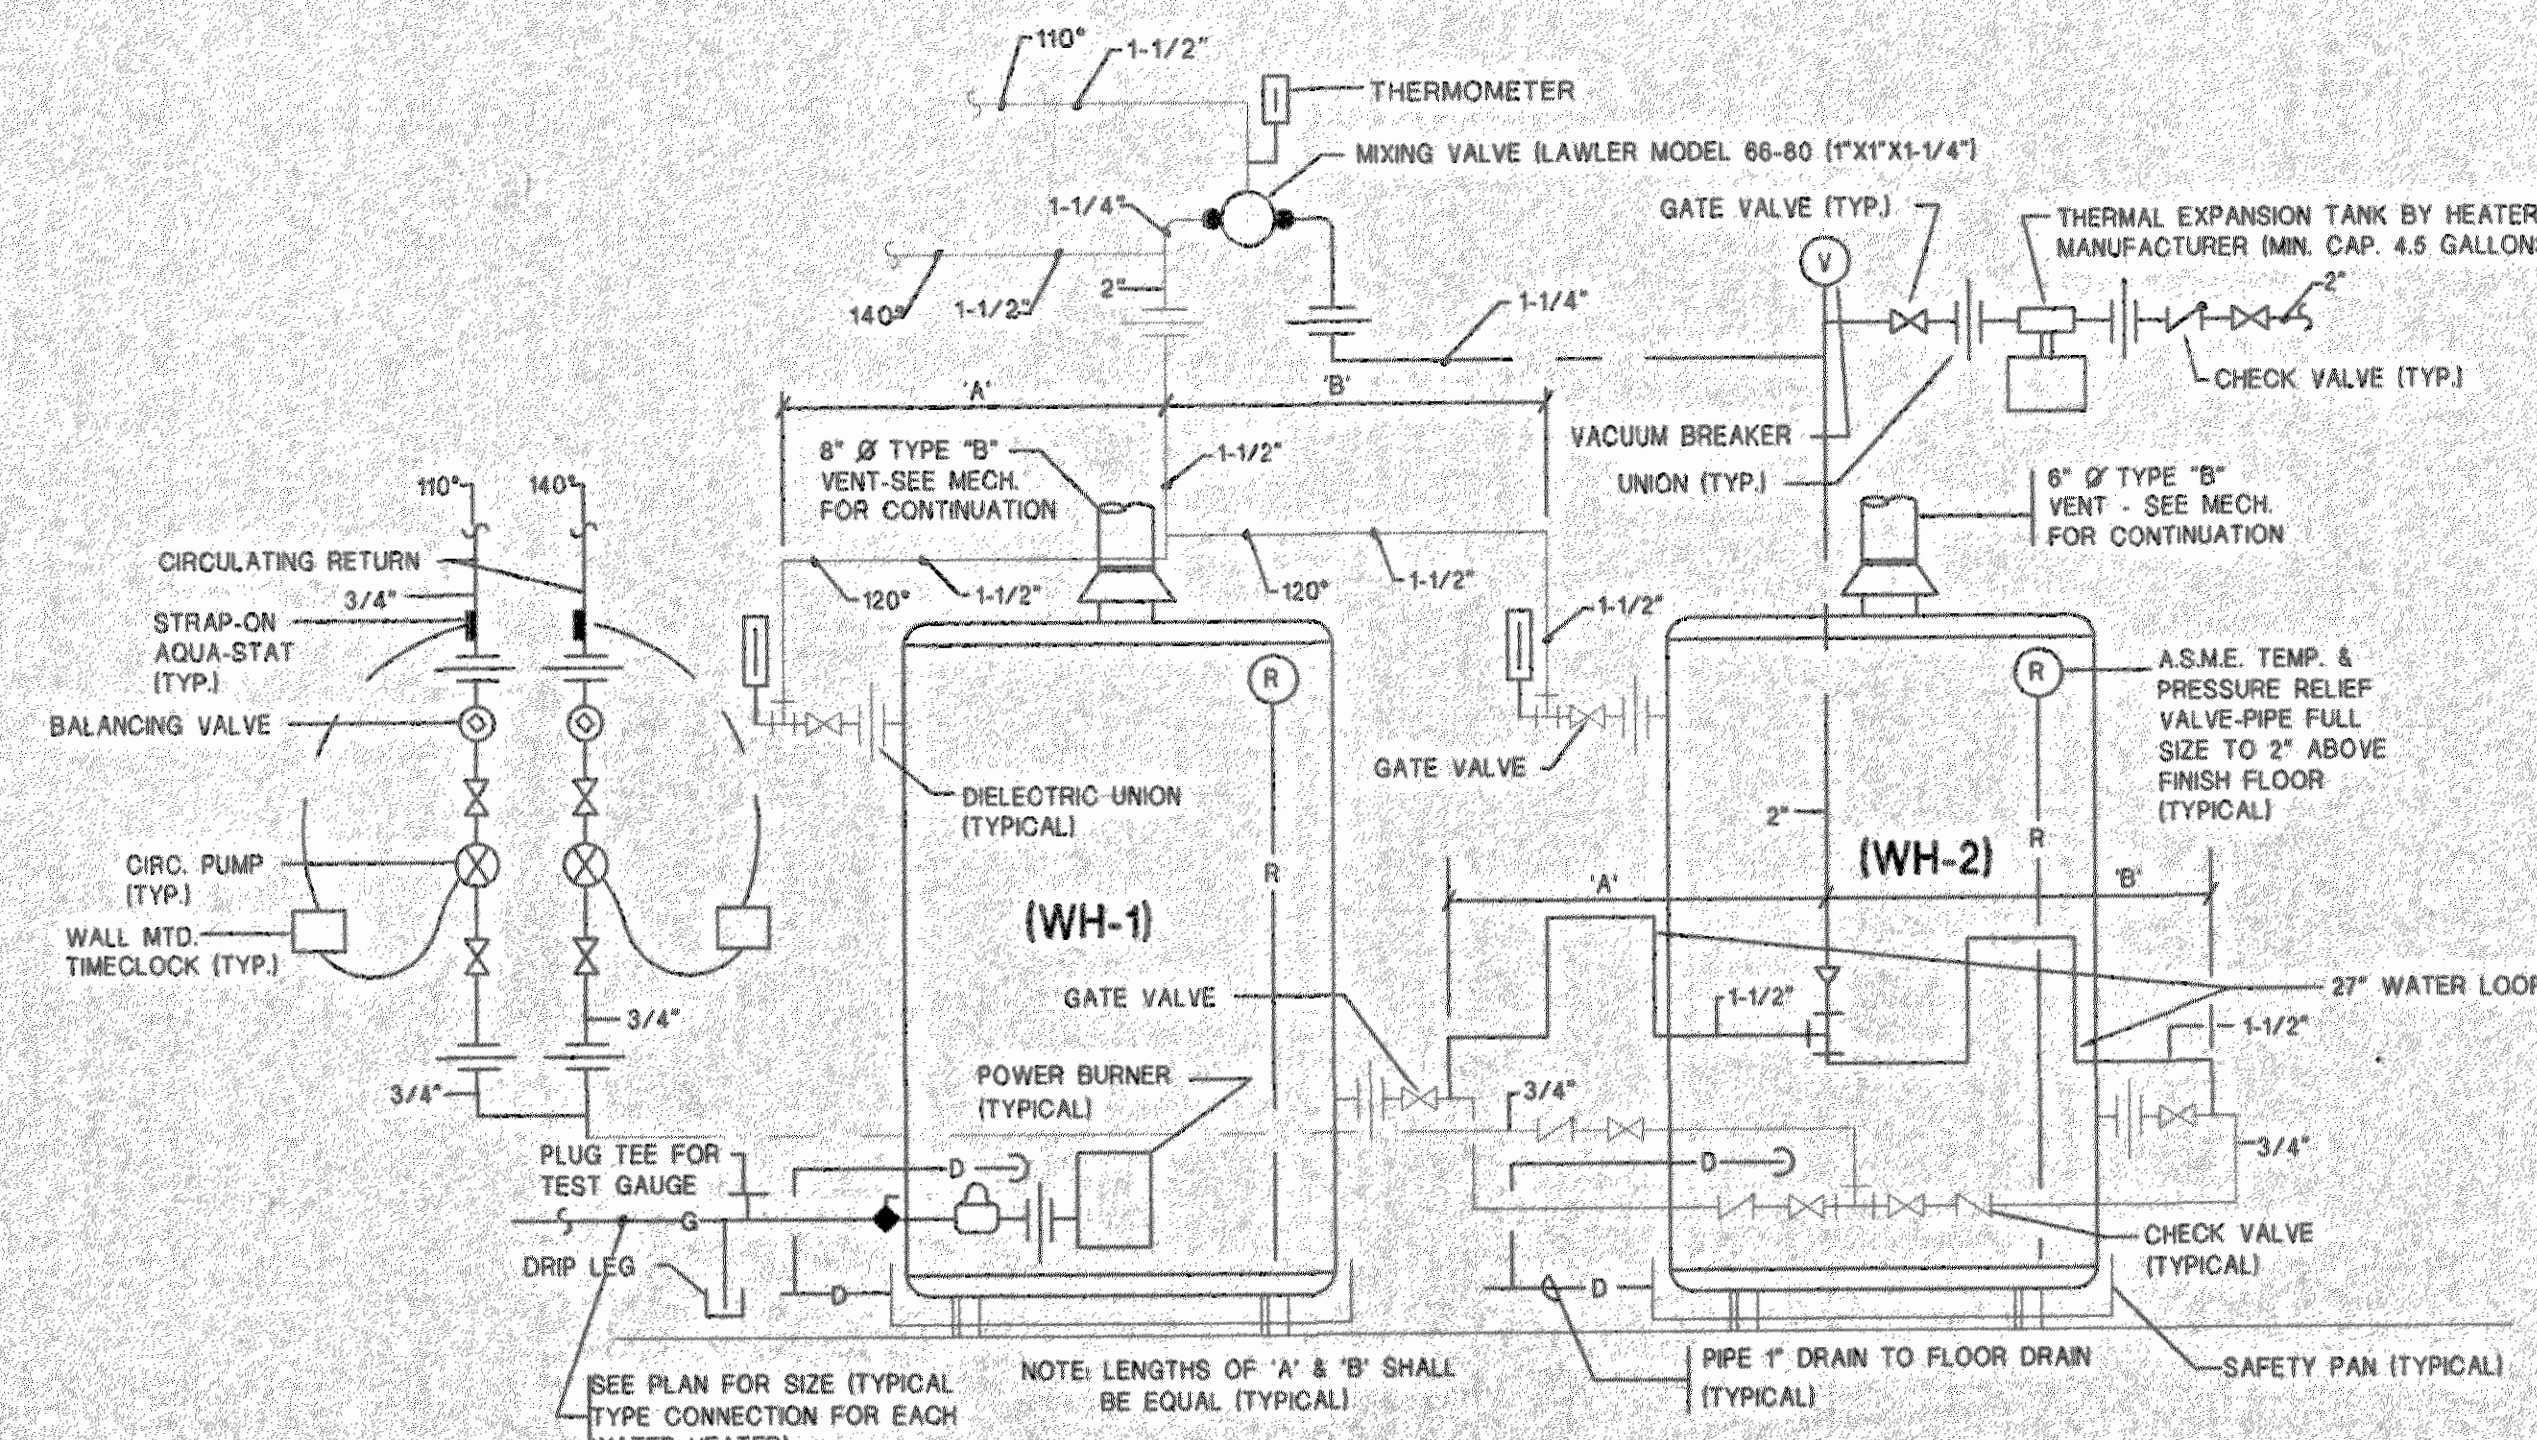 110°
1-1/2"
THERMOMETER
MIXING VALVE (LAWLER MODEL 66-80 (1"X1"X1-1/4")
1-1/4"
GATE VALVE (TYP.)
THERMAL EXPANSION TANK BY HEATER
MANUFACTURER (MIN. CAP. 4.5 GALLONS
V
2"
140°
1-1/2"
2"
1-1/4"
CHECK VALVE (TYP.)
'A'
'B'
VACUUM BREAKER
UNION (TYP.)
8" Ø TYPE "B"
VENT-SEE MECH.
FOR CONTINUATION
1-1/2"
6" Ø TYPE "B"
VENT - SEE MECH.
FOR CONTINUATION
110°
140°
CIRCULATING RETURN
3/4"
STRAP-ON
AQUA-STAT
(TYP.)
BALANCING VALVE
120°
1-1/2"
120°
1-1/2"
1-1/2"
R
R
A.S.M.E. TEMP. &
PRESSURE RELIEF
VALVE-PIPE FULL
SIZE TO 2" ABOVE
FINISH FLOOR
(TYPICAL)
GATE VALVE
DIELECTRIC UNION
(TYPICAL)
2"
CIRC. PUMP
(TYP.)
WALL MTD.
TIMECLOCK (TYP.)
R
(WH-1)
(WH-2)
R
'A'
'B'
GATE VALVE
1-1/2"
27" WATER LOOP
1-1/2"
3/4"
3/4"
POWER BURNER
(TYPICAL)
3/4"
3/4"
PLUG TEE FOR
TEST GAUGE
D
D
G
DRIP LEG
D
D
CHECK VALVE
(TYPICAL)
SEE PLAN FOR SIZE (TYPICAL
TYPE CONNECTION FOR EACH
WATER HEATER)
NOTE: LENGTHS OF 'A' & 'B' SHALL
BE EQUAL (TYPICAL)
PIPE 1" DRAIN TO FLOOR DRAIN
(TYPICAL)
SAFETY PAN (TYPICAL)